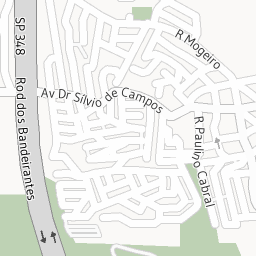 SP 348
Rod dos Bandeirantes
R Mogeiro
Av Dr Sílvio de Campos
R Paulino Cabral